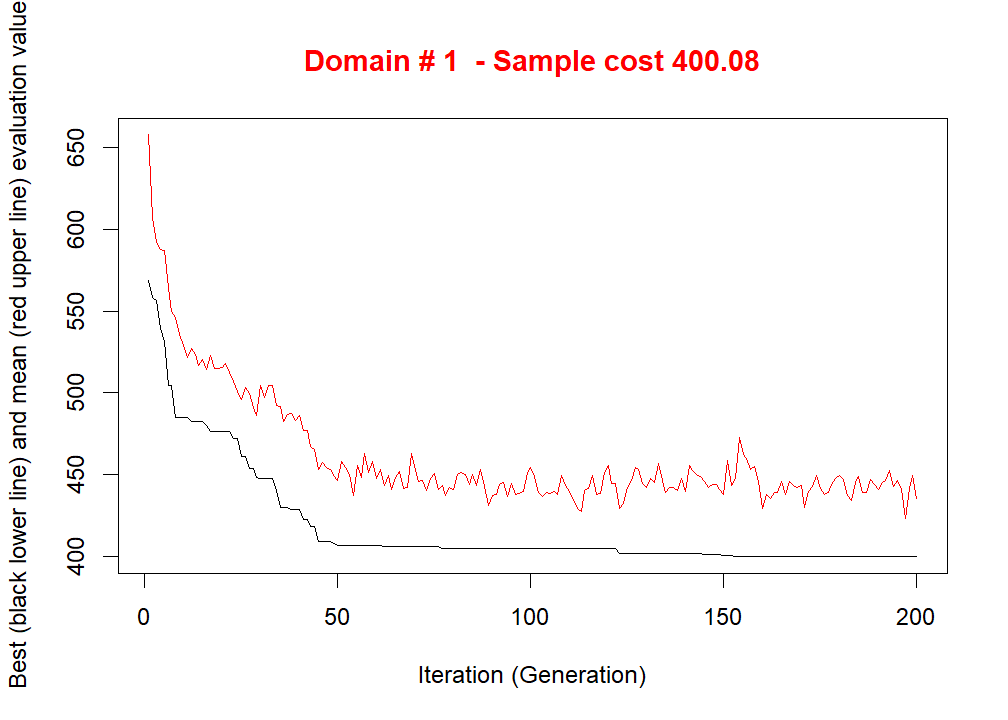 Domain # 1  - Sample cost 400.08
Best (black lower line) and mean (red upper line) evaluation value
650
600
550
500
450
400
0 50 100 150 200
Iteration (Generation)